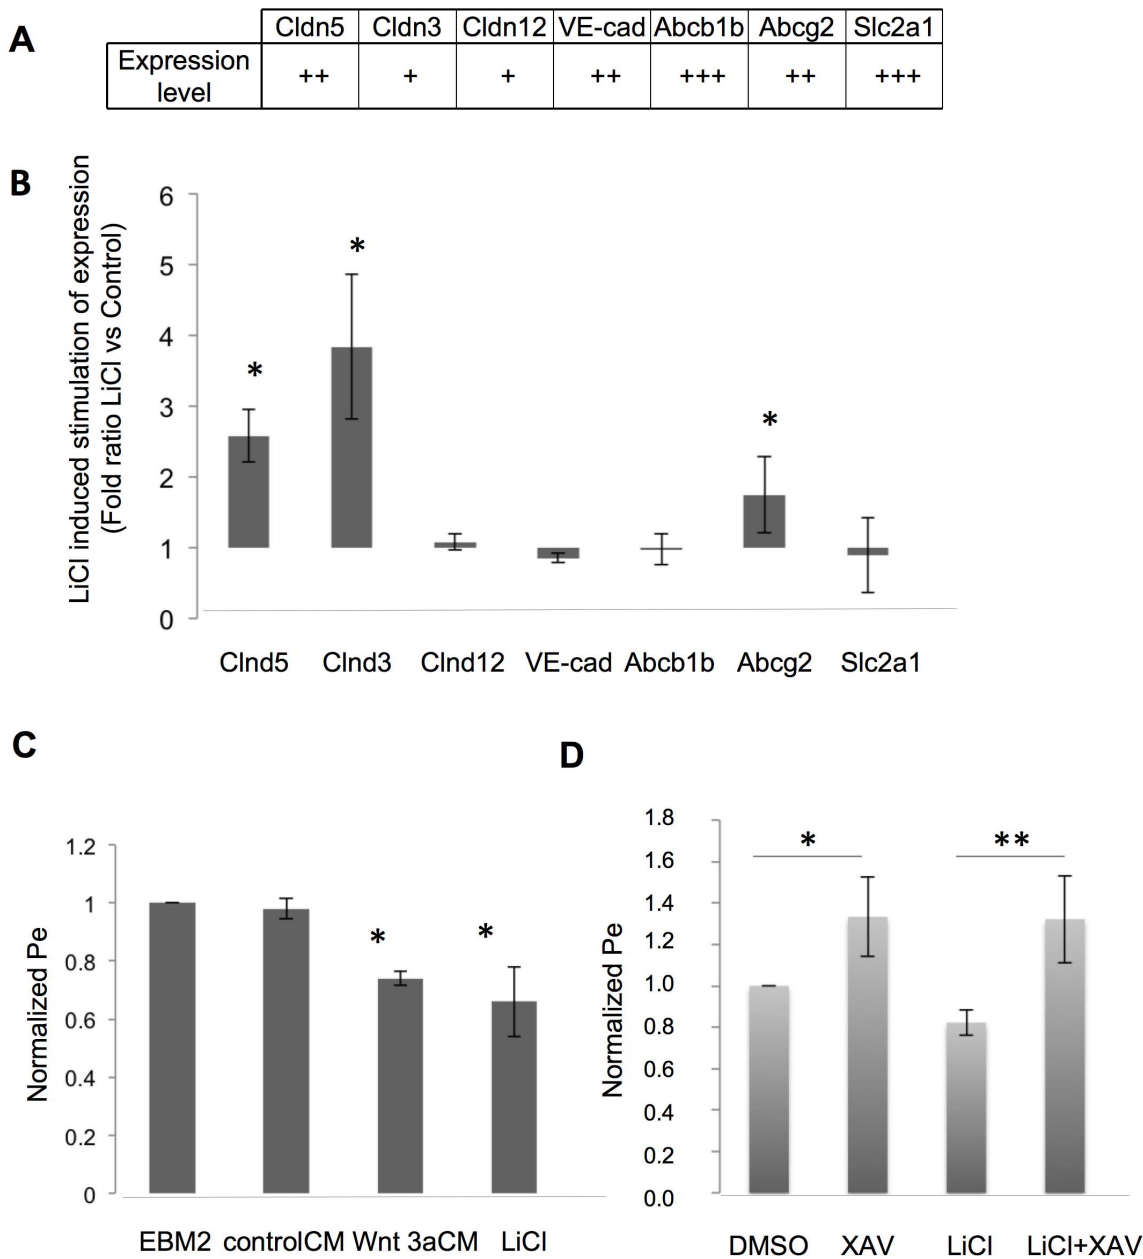 A
Cldn5 Cldn3 Cldn12 VE-cad Abcb1b Abcg2 Slc2a1
Expression level ++ + + ++ +++ ++ +++
B
LiCl induced stimulation of expression
(Fold ratio LiCl vs Control)
6
5
4
3
2
1
0
* * *
Clnd5 Clnd3 Clnd12 VE-cad Abcb1b Abcg2 Slc2a1
C
Normalized Pe
1.2
1
0.8
0.6
0.4
0.2
0
* *
EBM2 controlCM Wnt 3aCM LiCl
D
Normalized Pe
1.8
1.6
1.4
1.2
1.0
0.8
0.6
0.4
0.2
0.0
* **
DMSO XAV LiCl LiCl+XAV